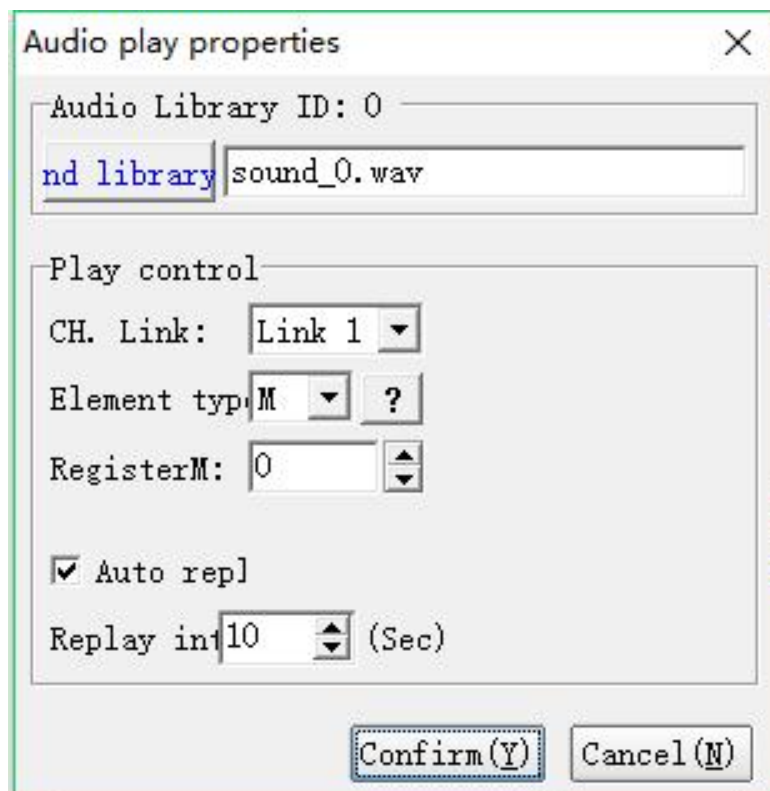 Audio play properties
Audio Library ID: 0
nd library sound_0.wav
Play control
CH. Link: Link 1
Element typ M ?
RegisterM: 0
Auto repl
Replay int 10 (Sec)
Confirm(Y) Cancel(N)